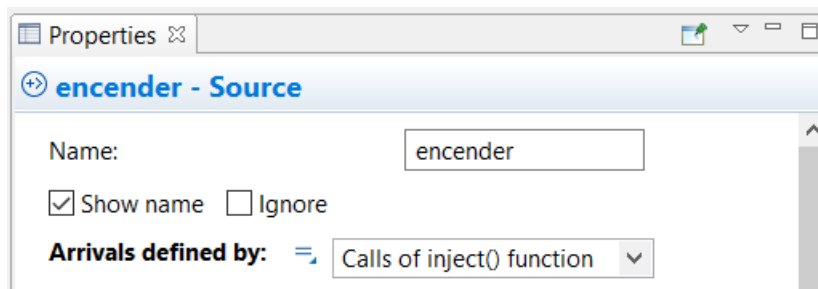 Properties
encender - Source
Name: encender
Show name Ignore
Arrivals defined by: Calls of inject() function